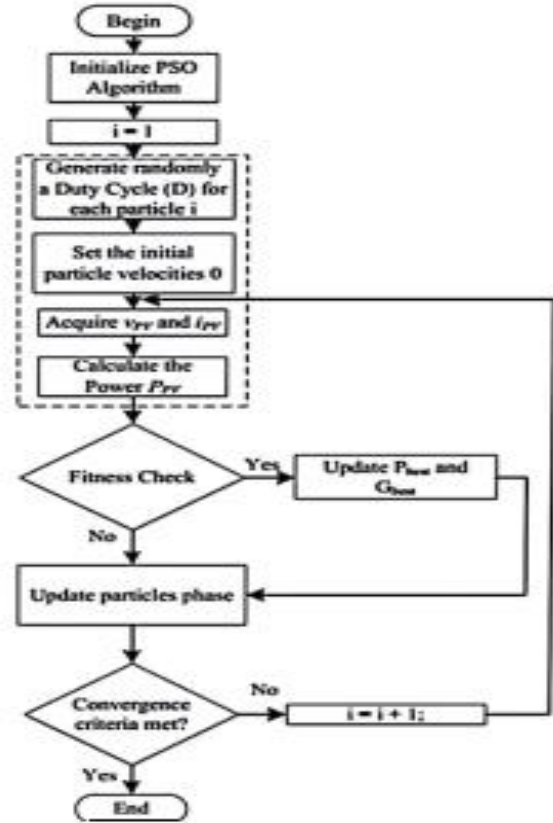 Begin
Initialize PSO
Algorithm
i = 1
Generate randomly
a Duty Cycle (D) for
each particle i
Set the initial
particle velocities 0
Acquire vPV and iPV
Calculate the
Power PPV
Fitness Check
Yes
Update Pbest and
Gbest
No
Update particles phase
Convergence
criteria met?
No
i = i + 1;
Yes
End